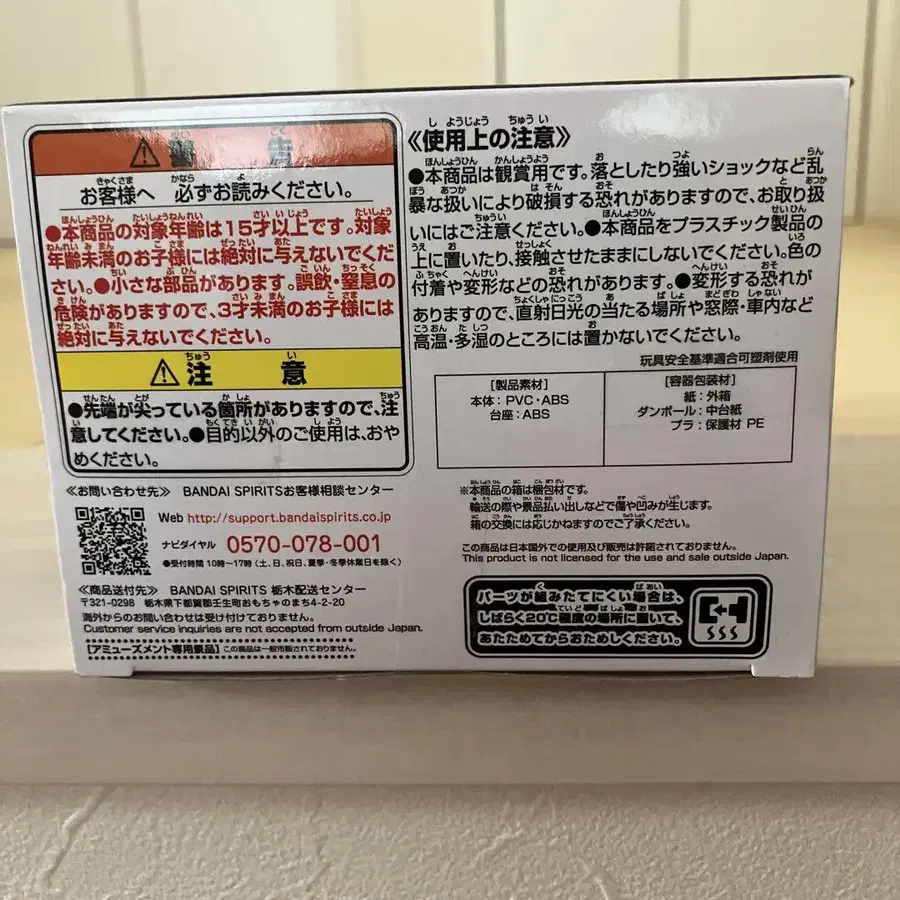 お客様へ 必ずお読みください。
●本商品の対象年齢は15才以上です。対象
年齢未満のお子様には絶対に与えないでくだ
さい。●小さな部品があります。誤飲・窒息の
危険がありますので、3才未満のお子様には
絶対に与えないでください。
注 意
●先端が尖っている箇所がありますので、注
意してください。●目的以外のご使用は、おや
めください。
≪お問い合わせ先≫ BANDAI SPIRITSお客様相談センター
Web http://support.bandaispirits.co.jp
ナビダイヤル 0570-078-001
●受付時間 10時～17時(土、日、祝日、夏季・冬季休業日を除く)
≪商品送付先≫ BANDAI SPIRITS 栃木配送センター
〒321-0298 栃木県下都賀郡壬生町おもちゃのまち4-2-20
海外からのお問い合わせは受け付けておりません。
Customer service inquiries are not accepted from outside Japan.
【アミューズメント専用景品】この商品は一般市販されておりません。
≪使用上の注意≫
●本商品は観賞用です。落としたり強いショックなど乱
暴な扱いにより破損する恐れがありますので、お取り扱
いにはご注意ください。●本商品をプラスチック製品の
上に置いたり、接触させたままにしないでください。色の
付着や変形などの恐れがあります。●変形する恐れが
ありますので、直射日光の当たる場所や窓際・車内など
高温・多湿のところには置かないでください。
玩具安全基準適合可塑剤使用
[製品素材]
本体：PVC・ABS
台座：ABS
[容器包装材]
紙：外箱
ダンボール：中台紙
プラ：保護材 PE
※本商品の箱は梱包材です。
輸送の際や景品払い出しなどで傷や凹みが生じます。
箱の交換には応じかねますのでご了承ください。
この商品は日本国外での使用及び販売は許諾されておりません。
This product is not licensed for the use and sale outside Japan.
パーツが組みたてにくい場合は、
しばらく20℃程度の場所に置いて、
あたためてからおためしください。